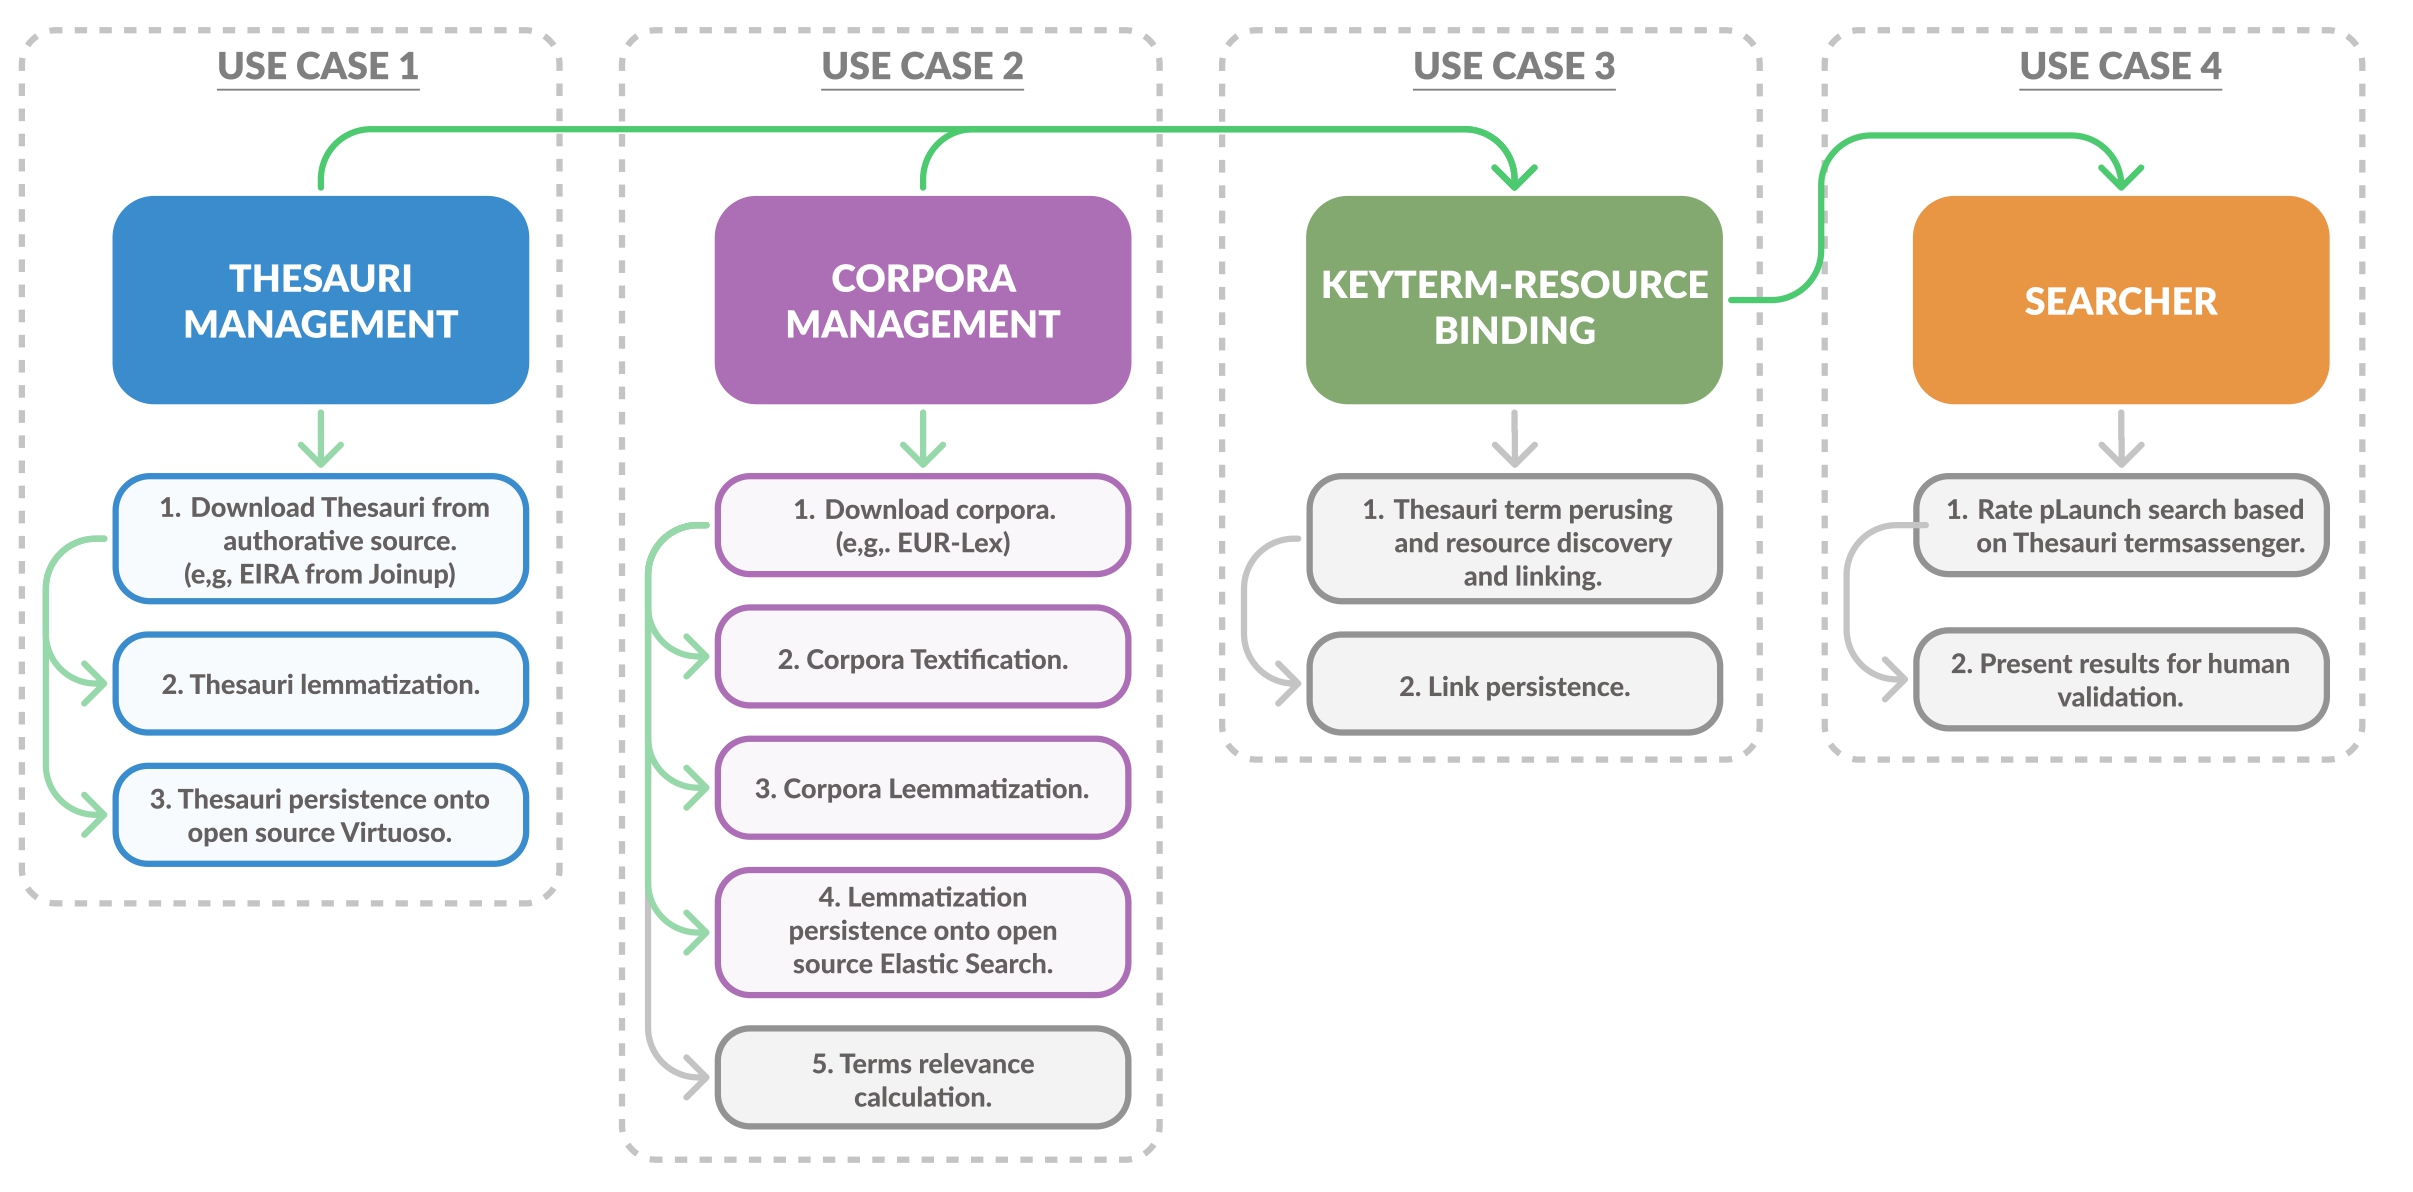 USE CASE 1
THESAURI
MANAGEMENT
1. Download Thesauri from
authorative source.
(e,g, EIRA from Joinup)
2. Thesauri lemmatization.
3. Thesauri persistence onto
open source Virtuoso.
USE CASE 2
CORPORA
MANAGEMENT
1. Download corpora.
(e,g,. EUR-Lex)
2. Corpora Textification.
3. Corpora Leemmatization.
4. Lemmatization
persistence onto open
source Elastic Search.
5. Terms relevance
calculation.
USE CASE 3
KEYTERM-RESOURCE
BINDING
1. Thesauri term perusing
and resource discovery
and linking.
2. Link persistence.
USE CASE 4
SEARCHER
1. Rate pLaunch search based
on Thesauri termsassenger.
2. Present results for human
validation.